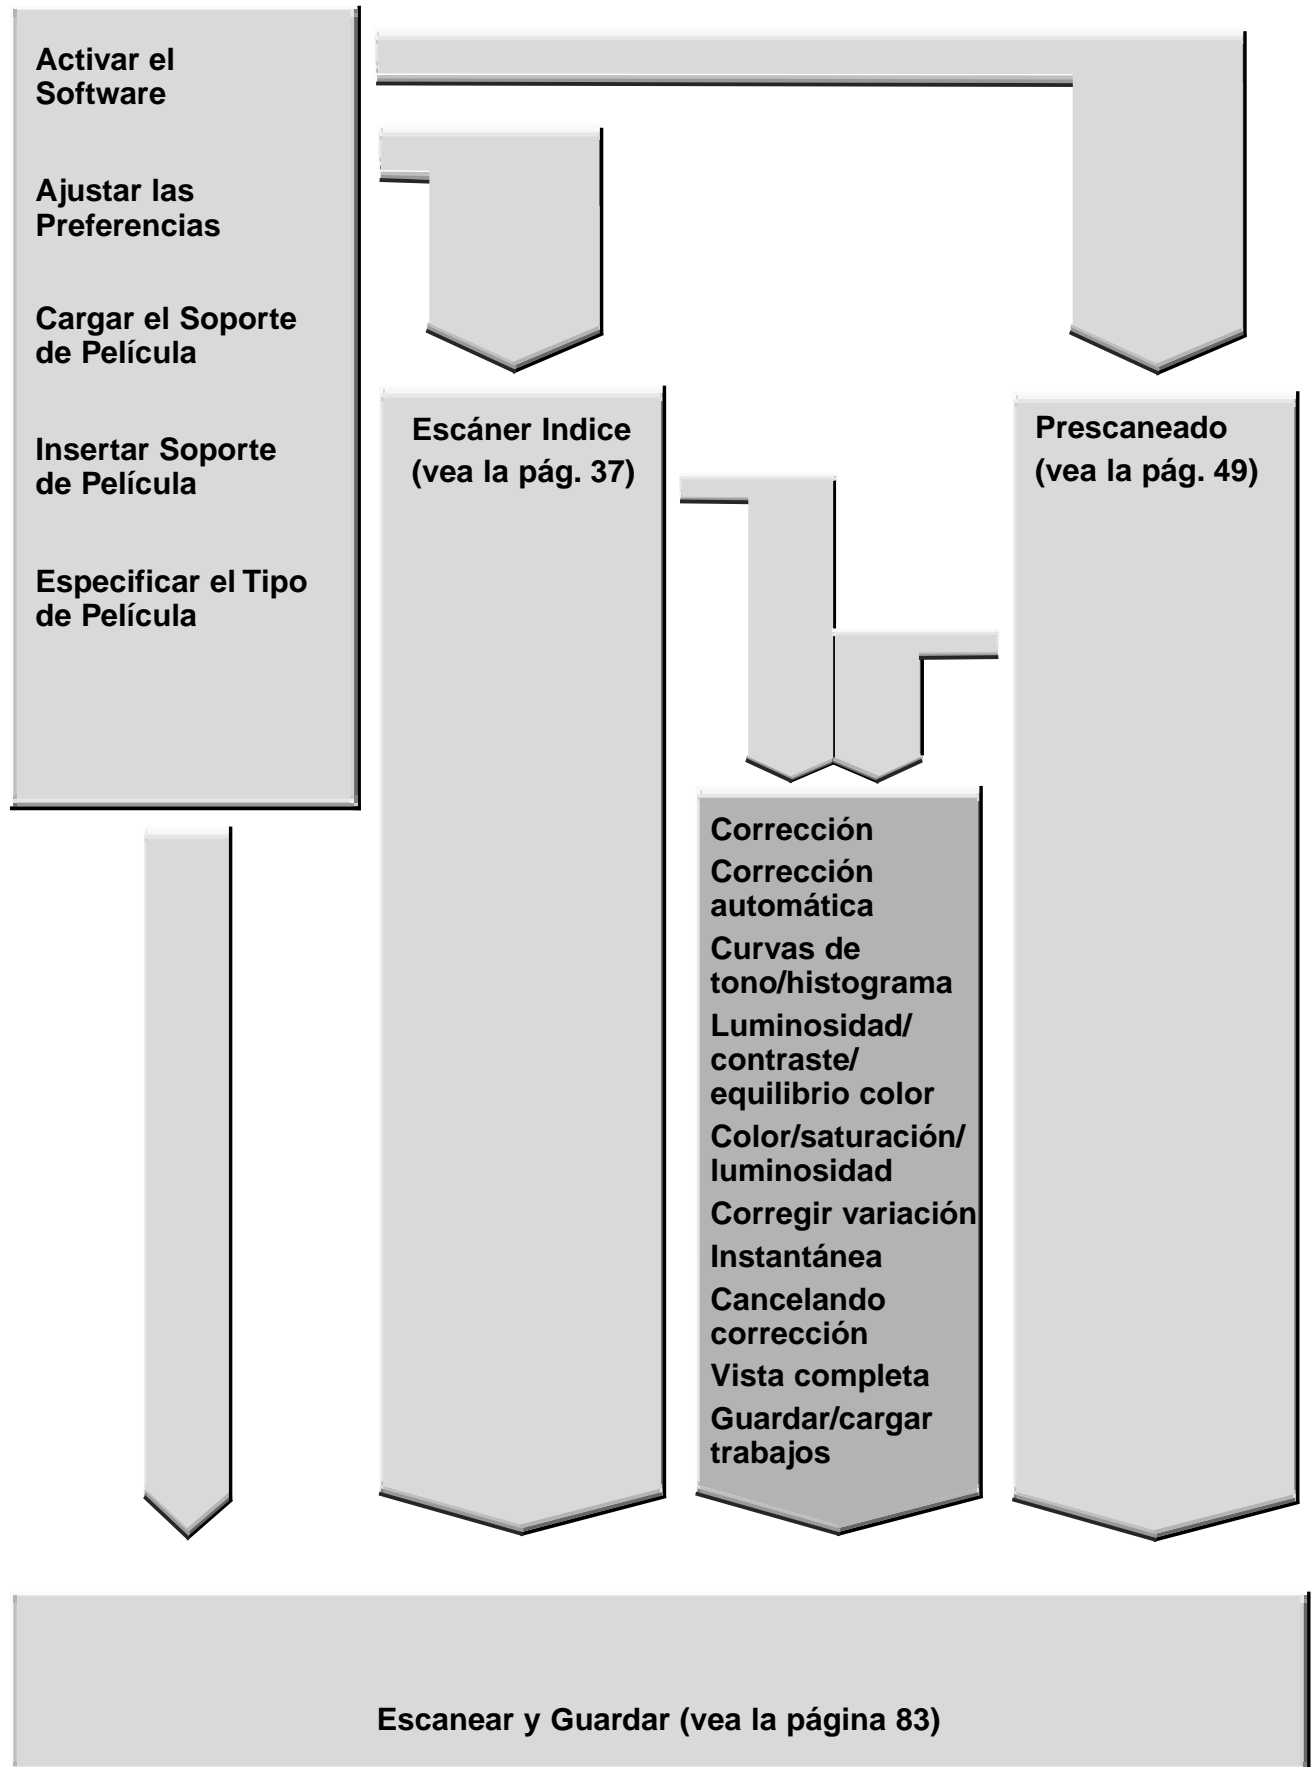 Activar el
Software
Ajustar las
Preferencias
Cargar el Soporte
de Película
Insertar Soporte
de Película
Especificar el Tipo
de Película
Escáner Indice
(vea la pág. 37)
Prescaneado
(vea la pág. 49)
Corrección
Corrección
automática
Curvas de
tono/histograma
Luminosidad/
contraste/
equilibrio color
Color/saturación/
luminosidad
Corregir variación
Instantánea
Cancelando
corrección
Vista completa
Guardar/cargar
trabajos
Escanear y Guardar (vea la página 83)